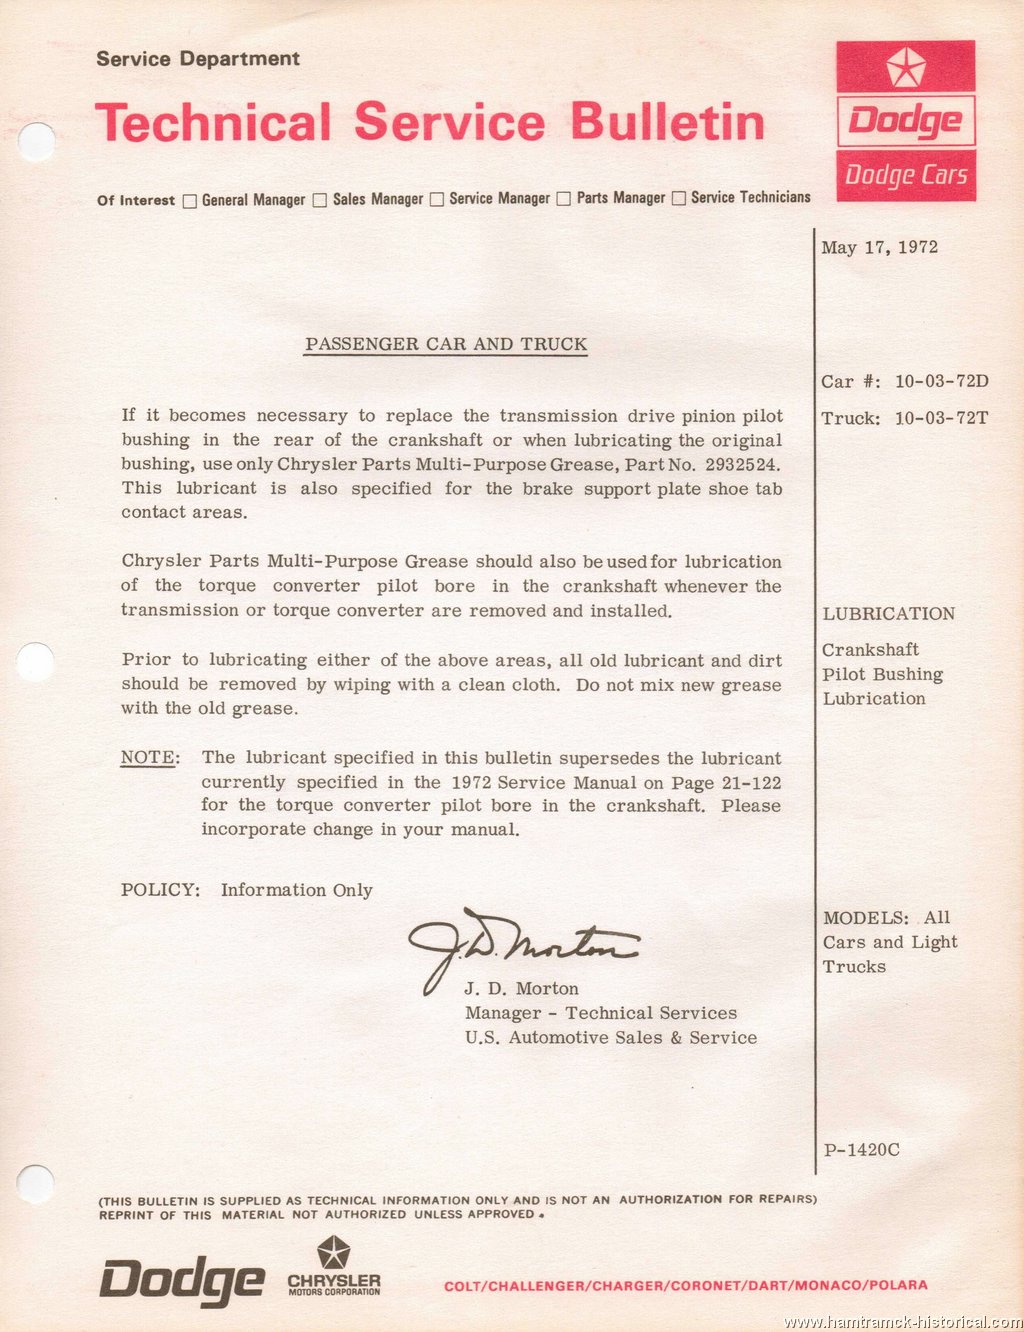 Service Department
Technical Service Bulletin
Dodge
Dodge Cars
Of Interest □ General Manager □ Sales Manager □ Service Manager □ Parts Manager □ Service Technicians
May 17, 1972
PASSENGER CAR AND TRUCK
Car #: 10-03-72D
Truck: 10-03-72T
If it becomes necessary to replace the transmission drive pinion pilot
bushing in the rear of the crankshaft or when lubricating the original
bushing, use only Chrysler Parts Multi-Purpose Grease, Part No. 2932524.
This lubricant is also specified for the brake support plate shoe tab
contact areas.
Chrysler Parts Multi-Purpose Grease should also be used for lubrication
of the torque converter pilot bore in the crankshaft whenever the
transmission or torque converter are removed and installed.
LUBRICATION
Crankshaft
Pilot Bushing
Lubrication
Prior to lubricating either of the above areas, all old lubricant and dirt
should be removed by wiping with a clean cloth. Do not mix new grease
with the old grease.
NOTE: The lubricant specified in this bulletin supersedes the lubricant
currently specified in the 1972 Service Manual on Page 21-122
for the torque converter pilot bore in the crankshaft. Please
incorporate change in your manual.
POLICY: Information Only
J. D. Morton
J. D. Morton
Manager - Technical Services
U.S. Automotive Sales & Service
MODELS: All
Cars and Light
Trucks
P-1420C
(THIS BULLETIN IS SUPPLIED AS TECHNICAL INFORMATION ONLY AND IS NOT AN AUTHORIZATION FOR REPAIRS)
REPRINT OF THIS MATERIAL NOT AUTHORIZED UNLESS APPROVED.
Dodge
CHRYSLER
MOTORS CORPORATION
COLT/CHALLENGER/CHARGER/CORONET/DART/MONACO/POLARA
www.hamtramck-historical.com